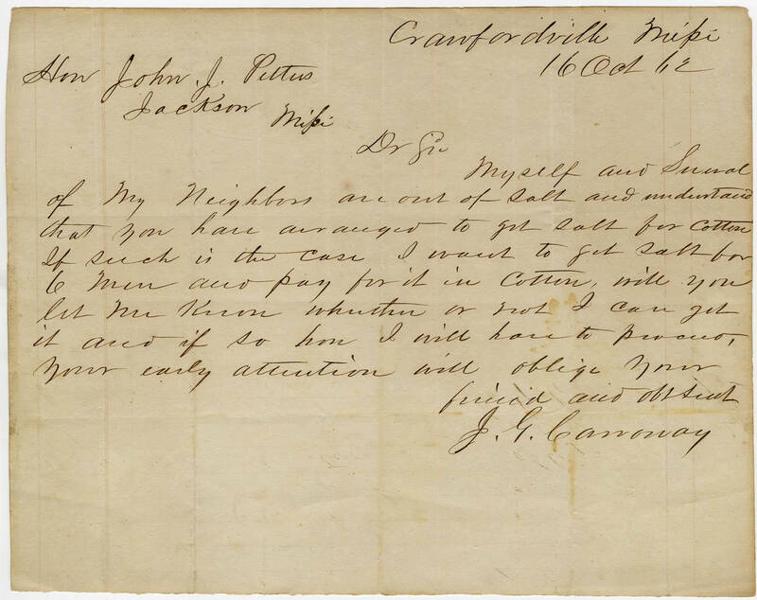 Crawfordville Missi
16 Oct 62
Hon John. J. Pettus
Jackson Missi
Dr Sir
Myself and Several
of My Neighbors are out of Salt and understand
that you have arranged to get Salt for Cotton
If such is the case I want to get Salt for
6 Men and pay for it in Cotton, will you
let Me Know whether or not I can get
it and if so how I will have to proceed,
Your early attention will oblige Your
friend and obt Svnt
J. G. Carroway